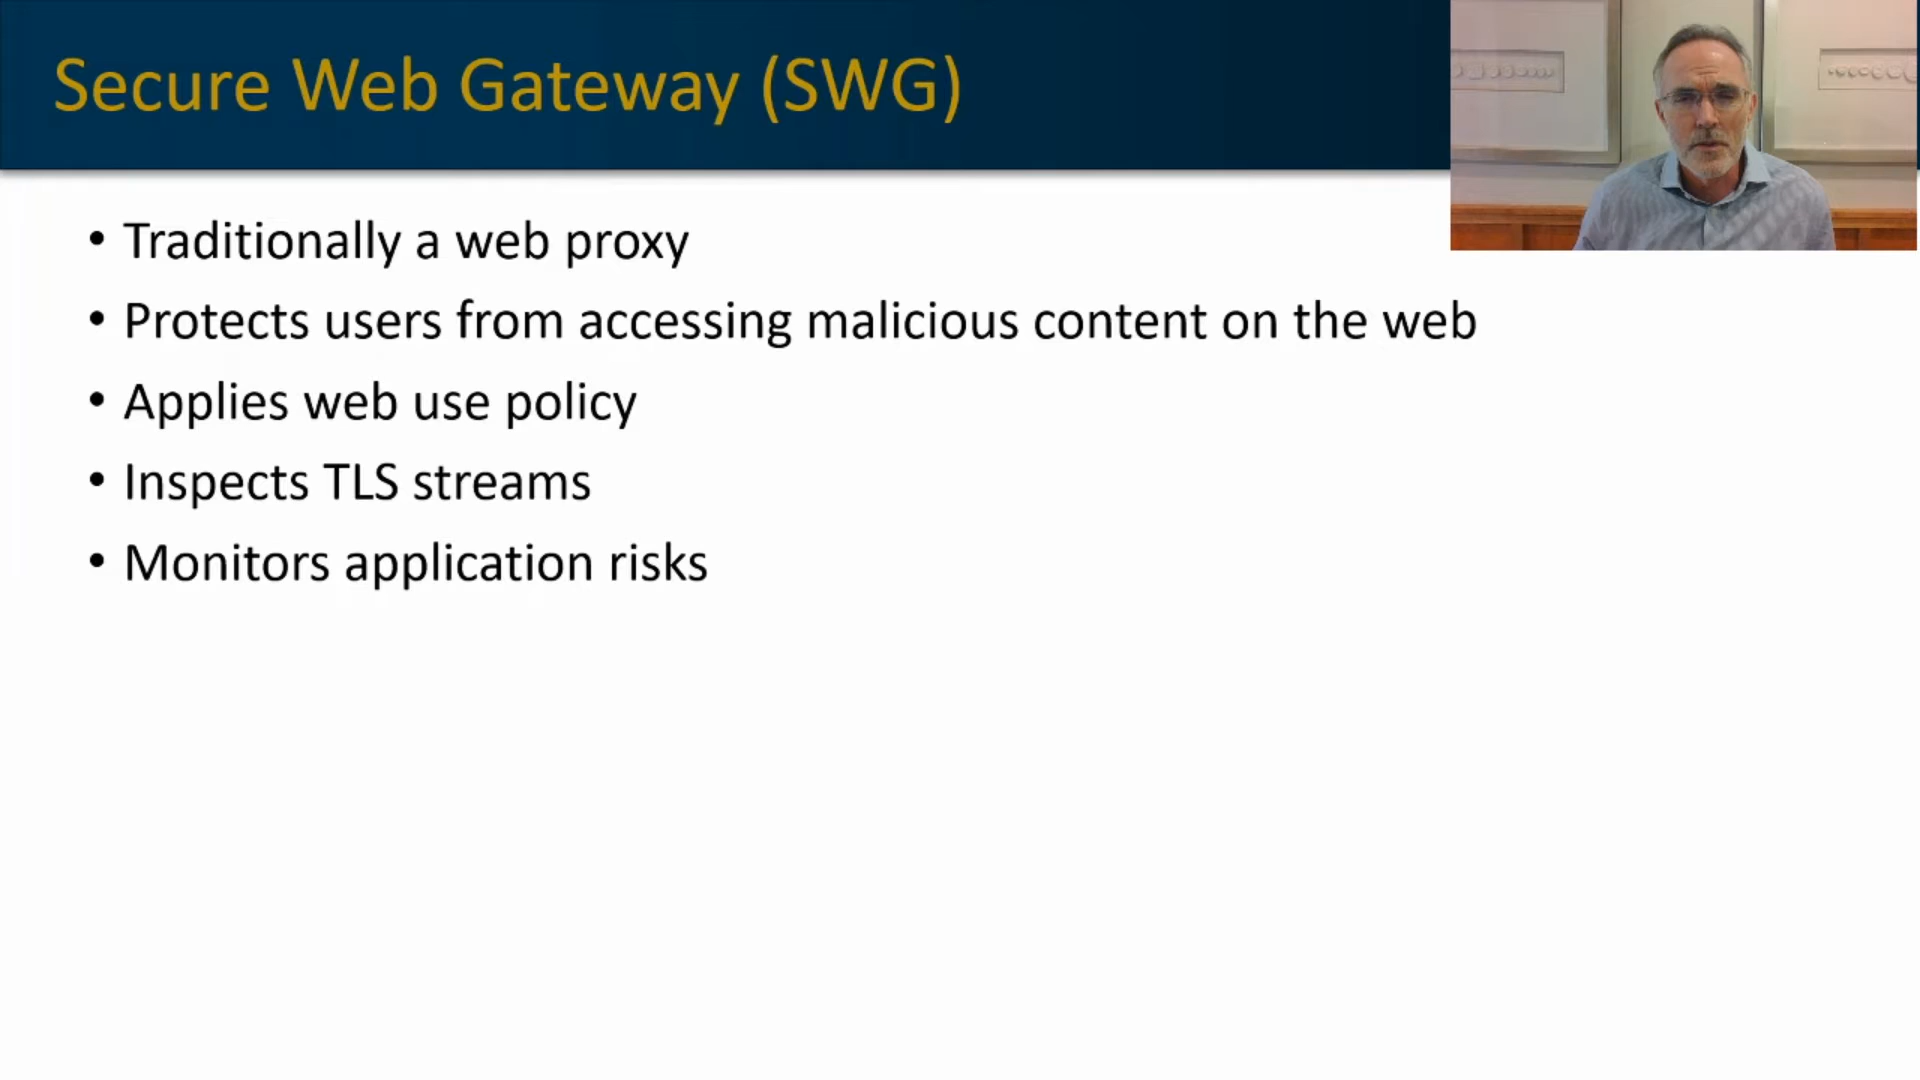 Secure Web Gateway (SWG)
• Traditionally a web proxy
• Protects users from accessing malicious content on the web
• Applies web use policy
• Inspects TLS streams
• Monitors application risks